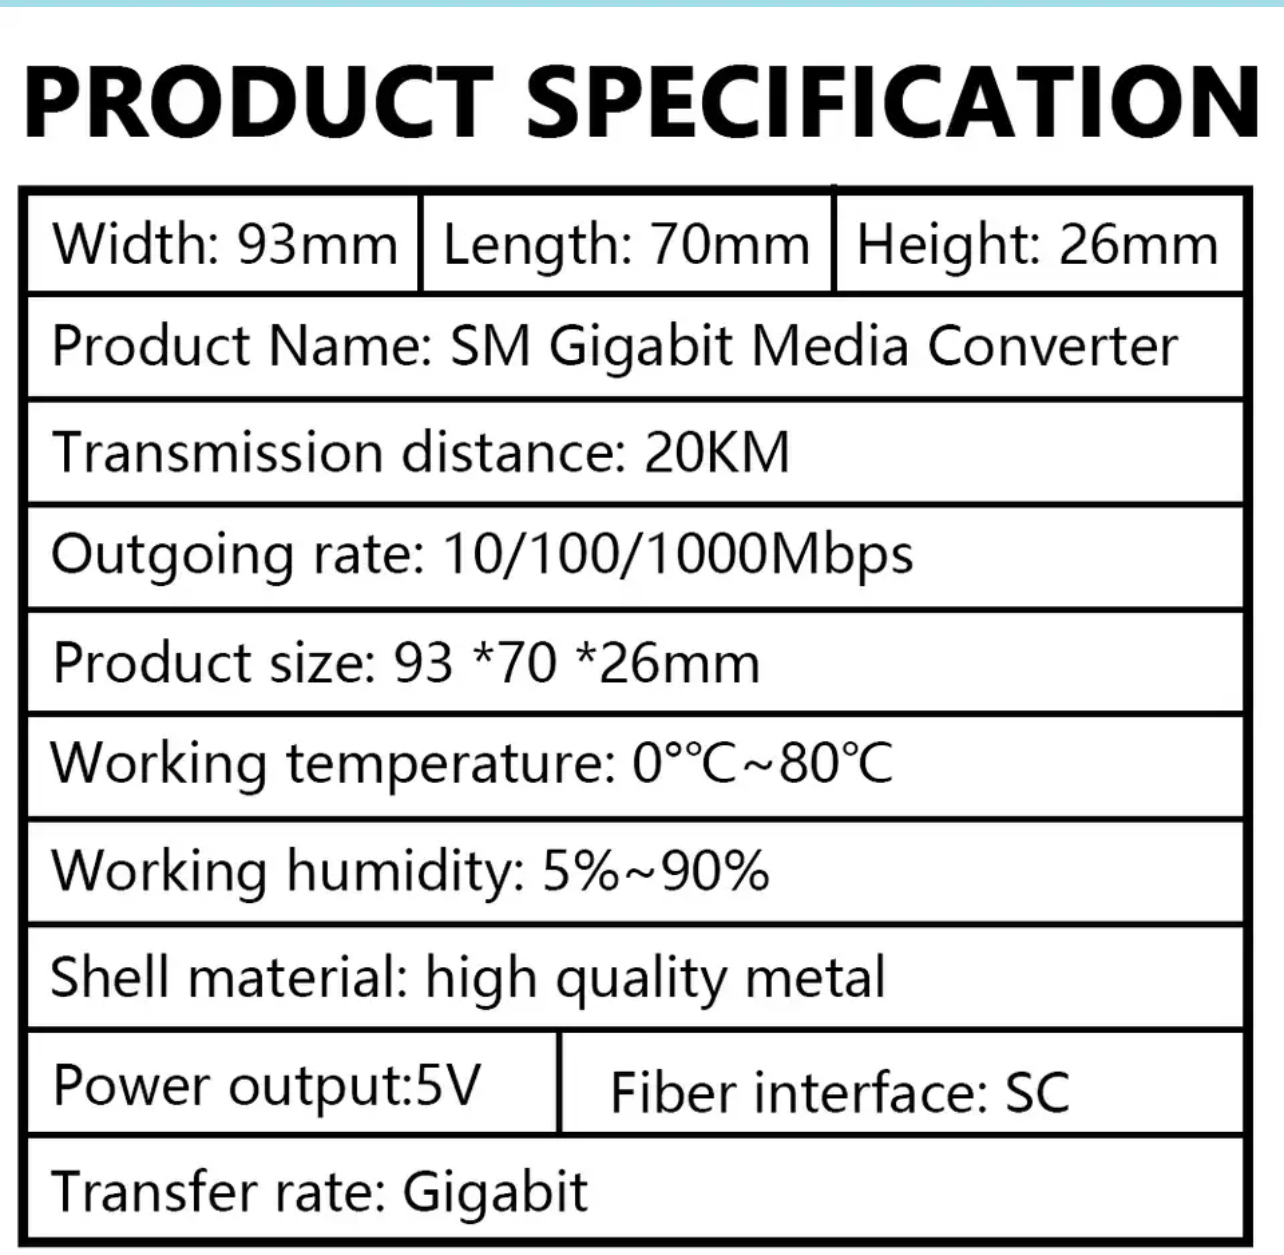 PRODUCT SPECIFICATION
Width: 93mm
Length: 70mm
Height: 26mm
Product Name: SM Gigabit Media Converter
Transmission distance: 20KM
Outgoing rate: 10/100/1000Mbps
Product size: 93 *70 *26mm
Working temperature: 0°℃~80℃
Working humidity: 5%~90%
Shell material: high quality metal
Power output:5V
Fiber interface: SC
Transfer rate: Gigabit